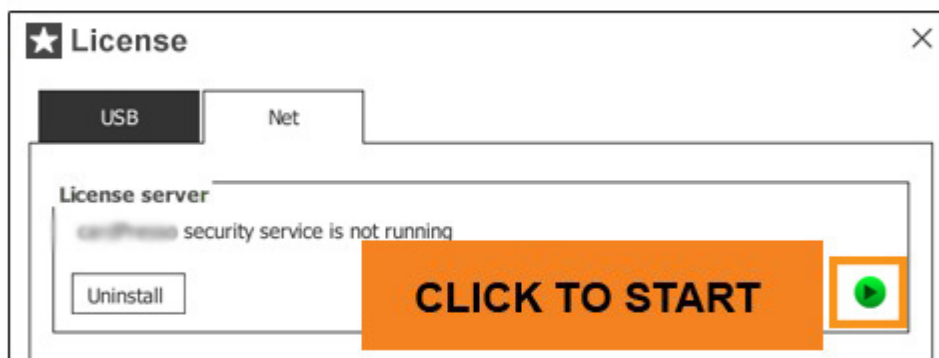 License
USB
Net
License server
security service is not running
Uninstall
CLICK TO START